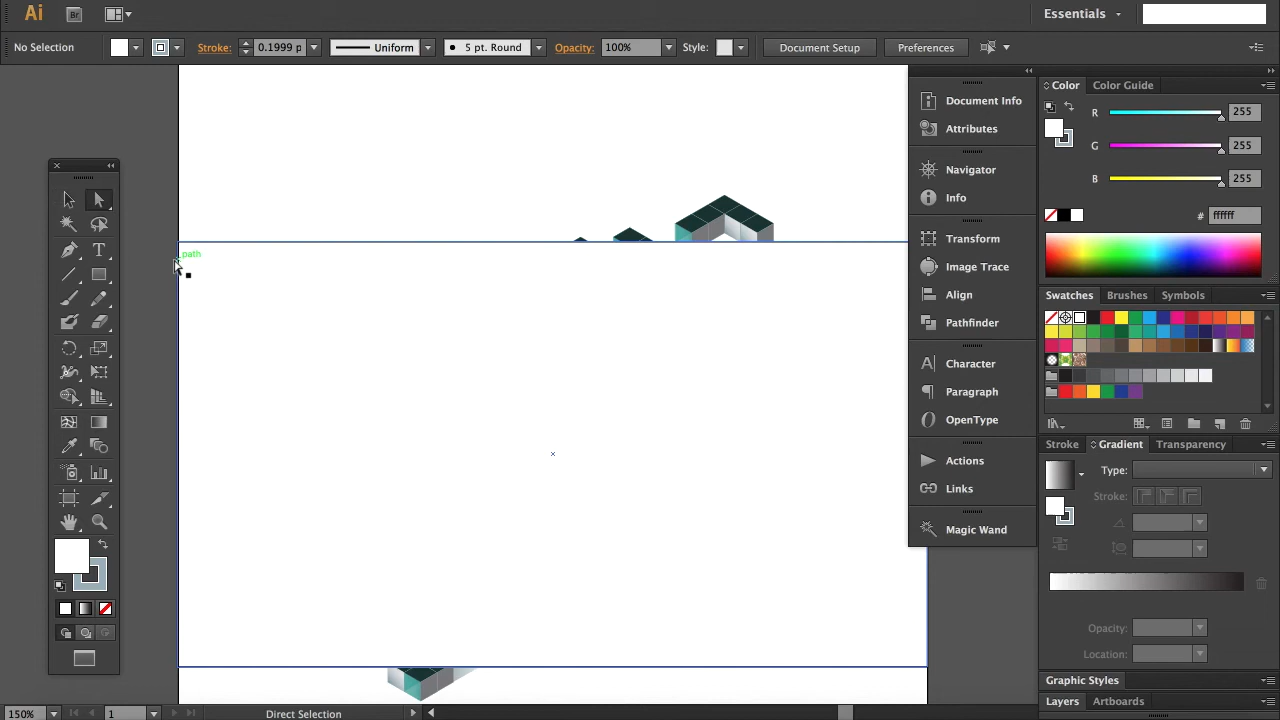 Ai Br Essentials
No Selection Stroke: 0.1999 p Uniform 5 pt. Round Opacity: 100% Style: Document Setup Preferences
Color Color Guide
Document Info
R 255
Attributes
G 255
Navigator
B 255
Info
# ffffff
Transform
path
Image Trace
Align
Swatches Brushes Symbols
Pathfinder
Character
Paragraph
OpenType
Stroke Gradient Transparency
Actions
Type:
Links
Stroke:
Magic Wand
Opacity:
Location:
Graphic Styles
Layers Artboards
150% 1 Direct Selection